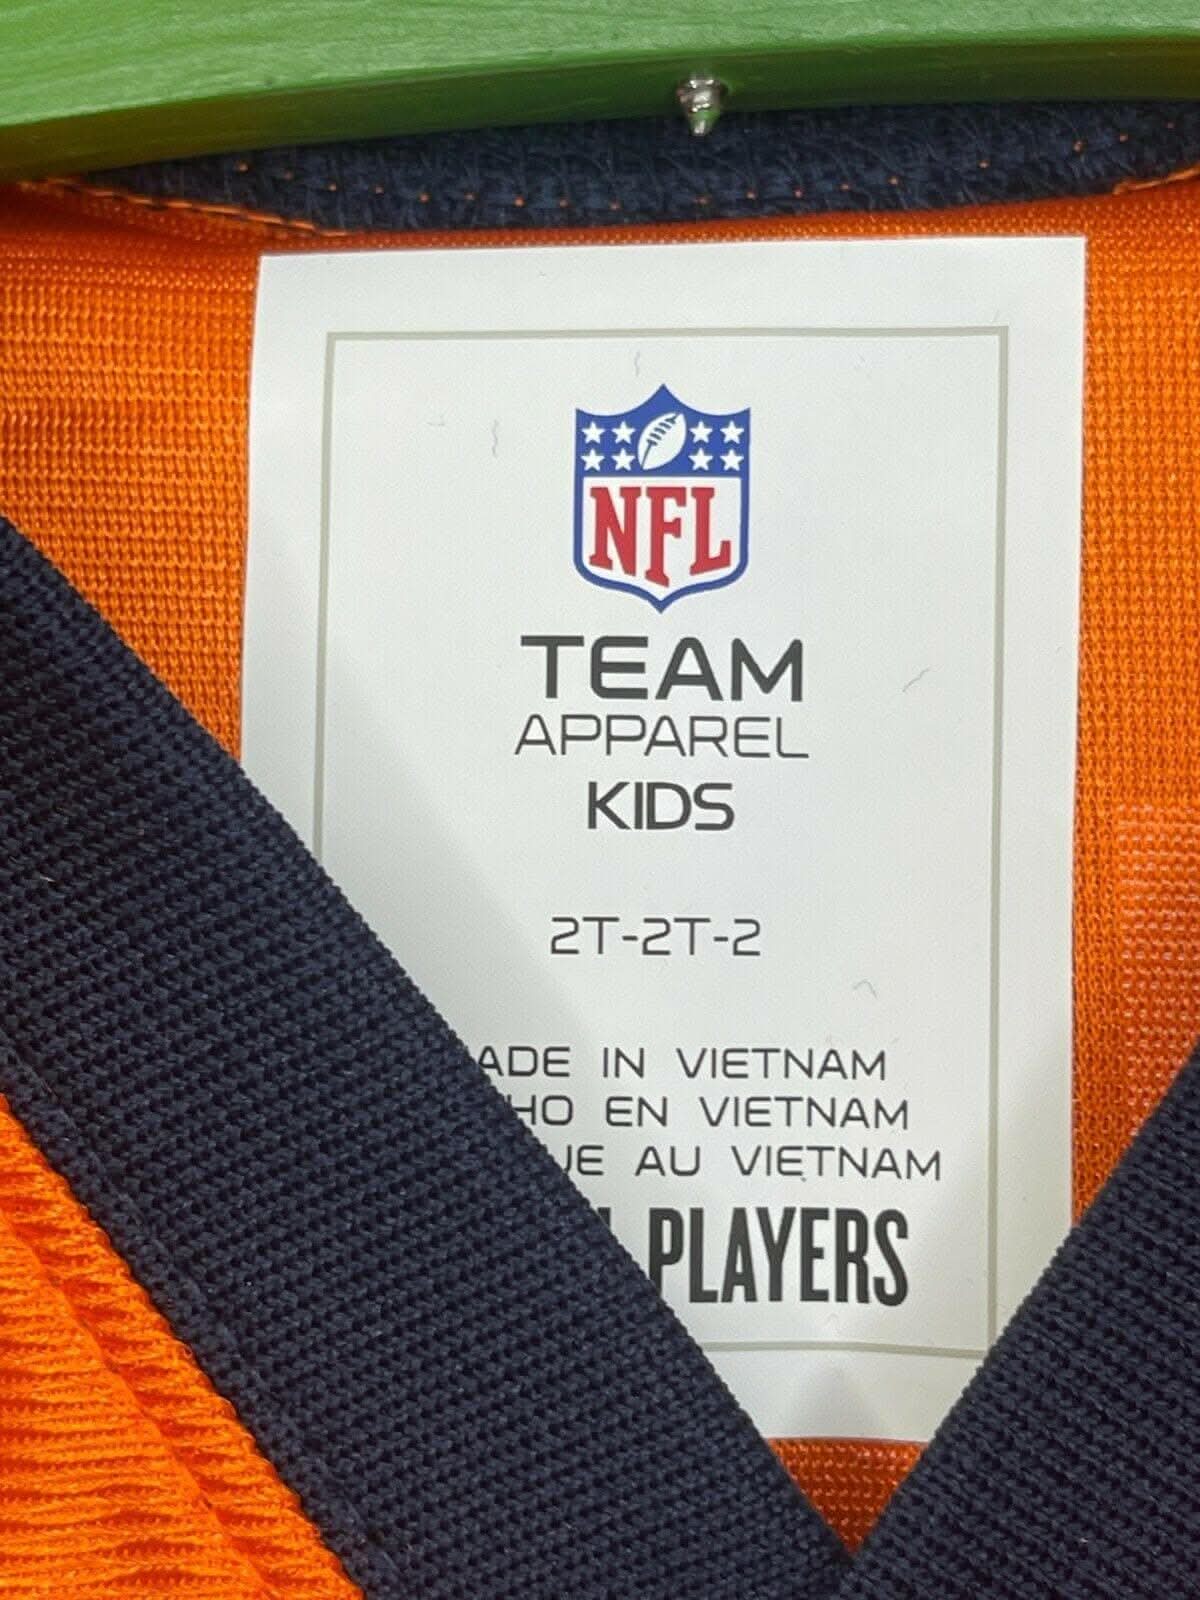 NFL
TEAM
APPAREL
KIDS
2T-2T-2
ADE IN VIETNAM
HO EN VIETNAM
UE AU VIETNAM
PLAYERS